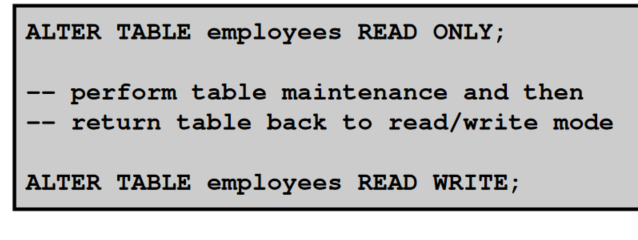 ALTER TABLE employees READ ONLY;
-- perform table maintenance and then
-- return table back to read/write mode
ALTER TABLE employees READ WRITE;